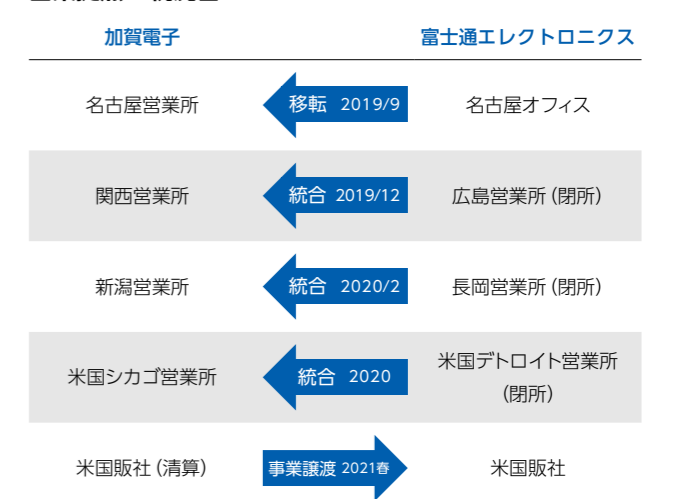 加賀電子 富士通エレクトロニクス
名古屋営業所 移転 2019/9 名古屋オフィス
関西営業所 統合 2019/12 広島営業所（閉所）
新潟営業所 統合 2020/2 長岡営業所（閉所）
米国シカゴ営業所 統合 2020 米国デトロイト営業所
（閉所）
米国販社（清算） 事業譲渡 2021春 米国販社